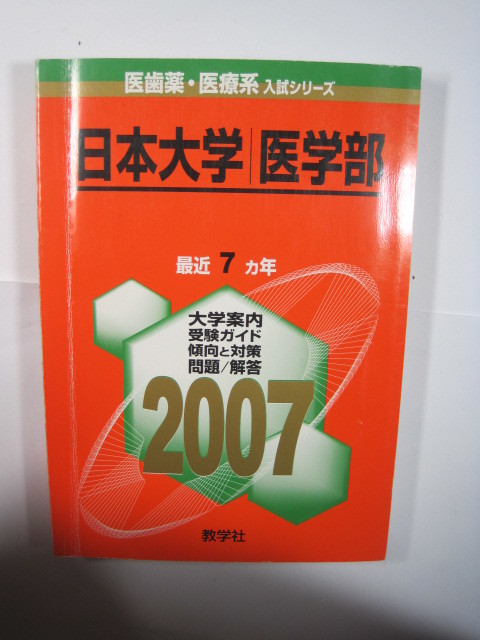 医歯薬・医療系 入試シリーズ
日本大学|医学部
最近 7 カ年
大学案内
受験ガイド
傾向と対策
問題/解答
2007
教学社